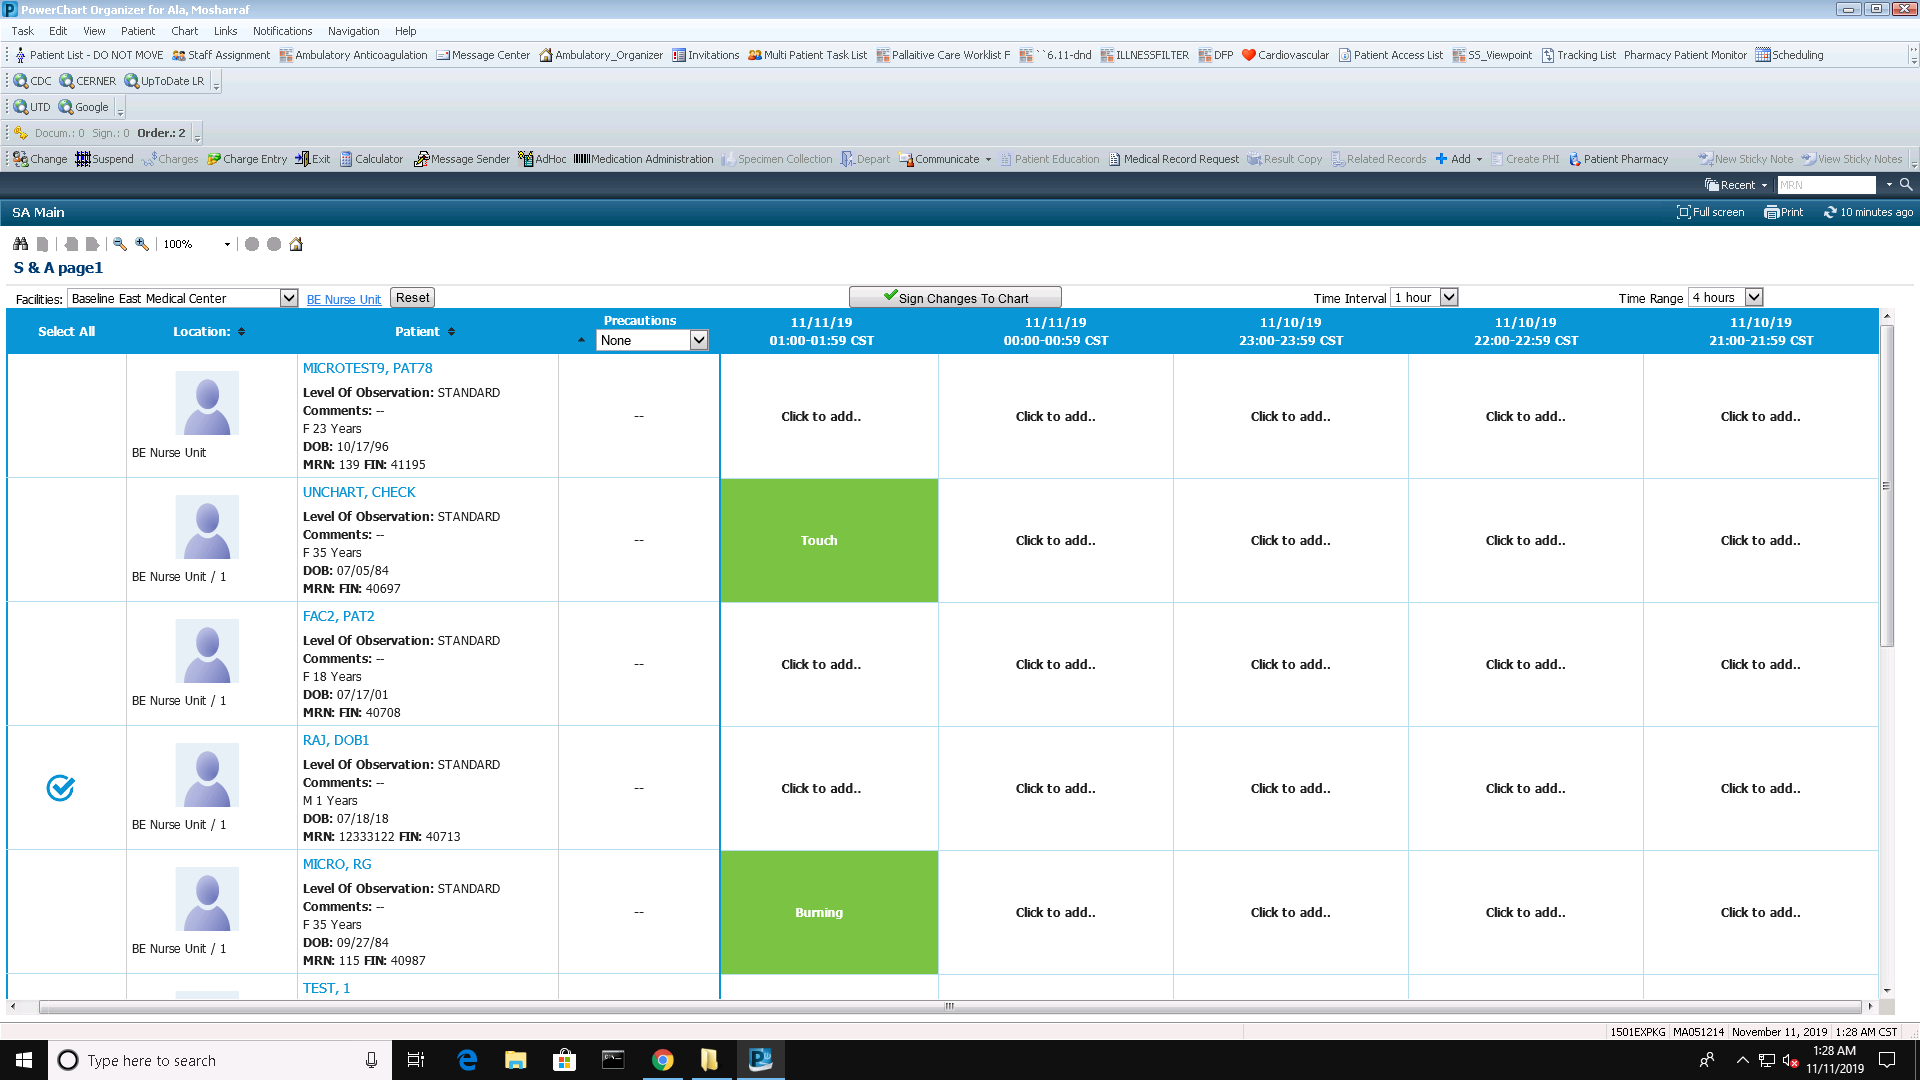 PowerChart Organizer for Ala, Mosharraf
Task Edit View Patient Chart Links Notifications Navigation Help
Patient List - DO NOT MOVE Staff Assignment Ambulatory Anticoagulation Message Center Ambulatory_Organizer Invitations Multi Patient Task List Pallaitive Care Worklist F ``6.11-dnd ILLNESSFILTER DFP Cardiovascular Patient Access List SS_Viewpoint Tracking List Pharmacy Patient Monitor Scheduling
CDC CERNER UpToDate LR
UTD Google
Docum.: 0 Sign.: 0 Order.: 2
Change Suspend Charges Charge Entry Exit Calculator Message Sender AdHoc Medication Administration Specimen Collection Depart Communicate Patient Education Medical Record Request Result Copy Related Records Add Create PHI Patient Pharmacy New Sticky Note View Sticky Notes
Recent MRN
SA Main Full screen Print 10 minutes ago
100%
S & A page1
Facilities: Baseline East Medical Center BE Nurse Unit Reset Sign Changes To Chart Time Interval 1 hour Time Range 4 hours
Select All Location: Patient Precautions None
11/11/19 01:00-01:59 CST
11/11/19 00:00-00:59 CST
11/10/19 23:00-23:59 CST
11/10/19 22:00-22:59 CST
11/10/19 21:00-21:59 CST
BE Nurse Unit
MICROTEST9, PAT78
Level Of Observation: STANDARD
Comments: --
F 23 Years
DOB: 10/17/96
MRN: 139 FIN: 41195
-- Click to add.. Click to add.. Click to add.. Click to add.. Click to add..
BE Nurse Unit / 1
UNCHART, CHECK
Level Of Observation: STANDARD
Comments: --
F 35 Years
DOB: 07/05/84
MRN: FIN: 40697
-- Touch Click to add.. Click to add.. Click to add.. Click to add..
BE Nurse Unit / 1
FAC2, PAT2
Level Of Observation: STANDARD
Comments: --
F 18 Years
DOB: 07/17/01
MRN: FIN: 40708
-- Click to add.. Click to add.. Click to add.. Click to add.. Click to add..
BE Nurse Unit / 1
RAJ, DOB1
Level Of Observation: STANDARD
Comments: --
M 1 Years
DOB: 07/18/18
MRN: 12333122 FIN: 40713
-- Click to add.. Click to add.. Click to add.. Click to add.. Click to add..
BE Nurse Unit / 1
MICRO, RG
Level Of Observation: STANDARD
Comments: --
F 35 Years
DOB: 09/27/84
MRN: 115 FIN: 40987
-- Burning Click to add.. Click to add.. Click to add.. Click to add..
TEST, 1
1501EXPKG MA051214 November 11, 2019 1:28 AM CST
Type here to search
1:28 AM
11/11/2019